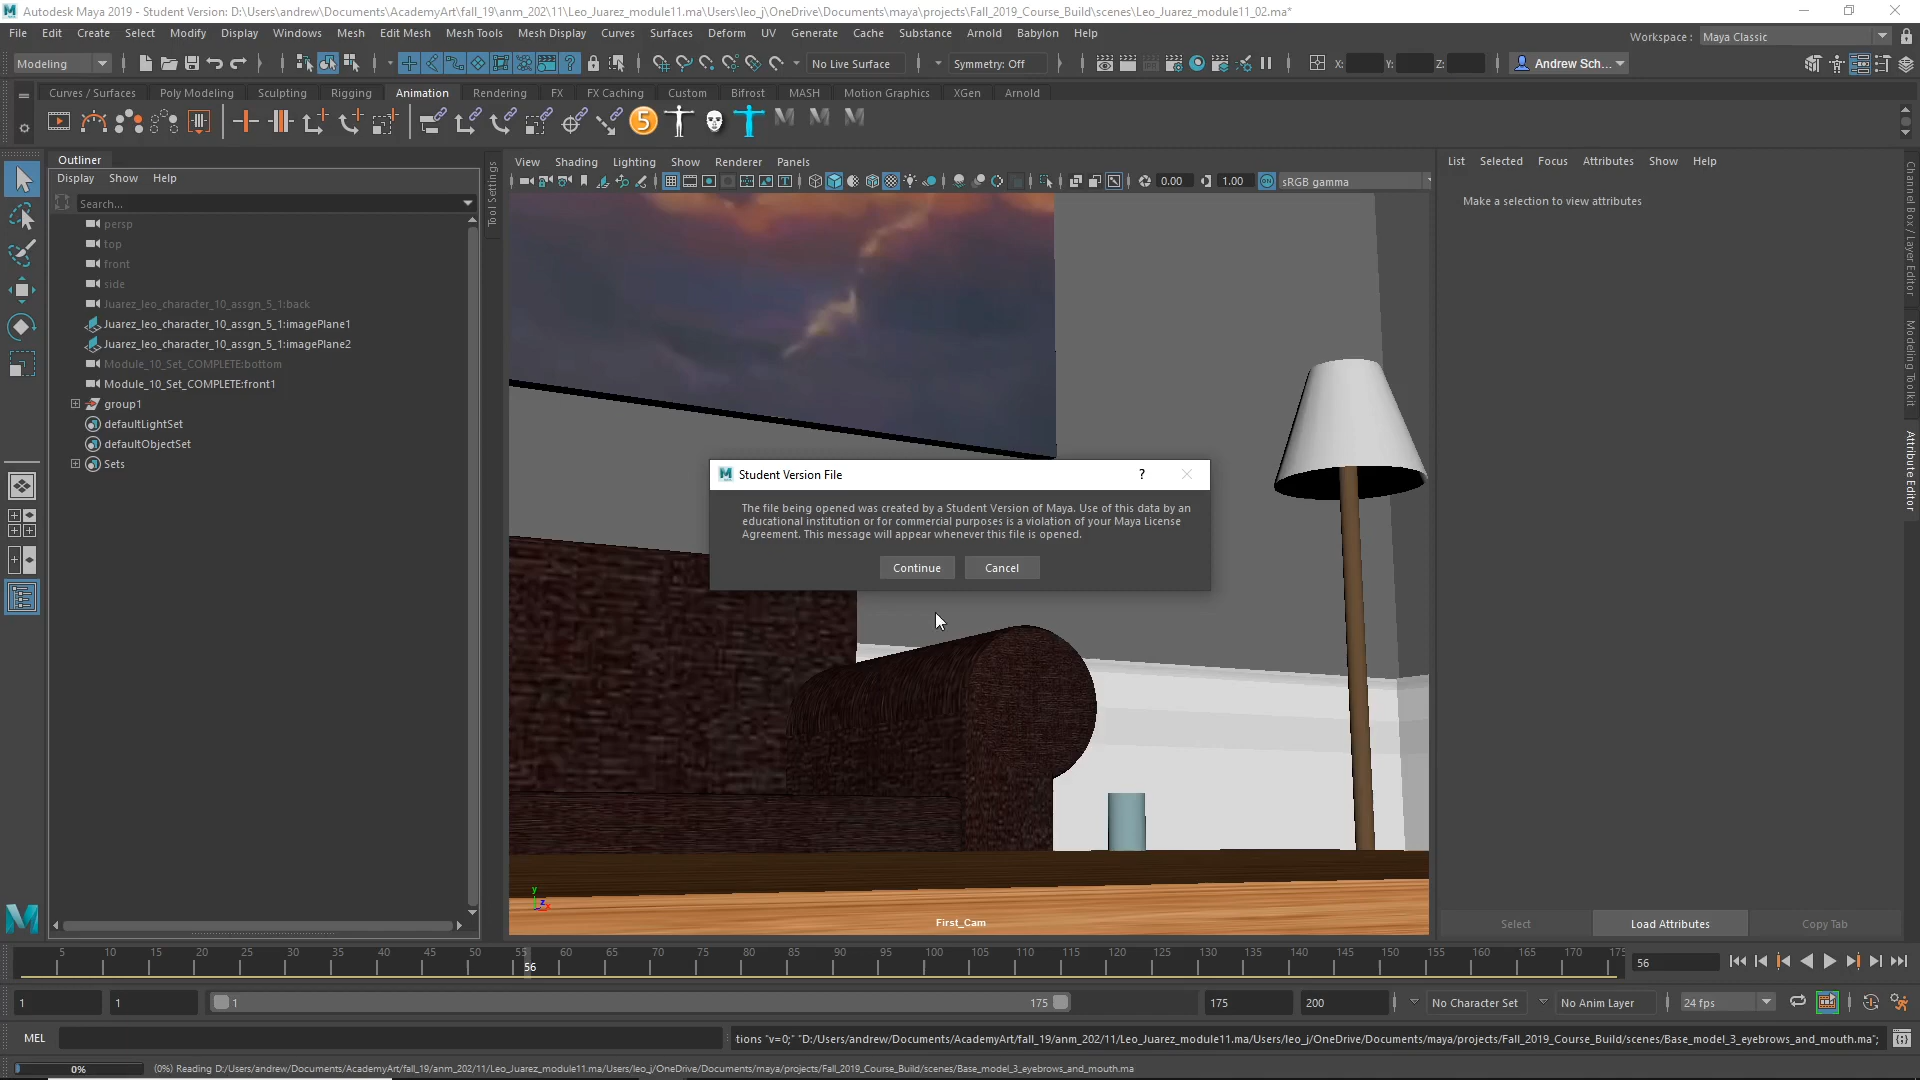 Autodesk Maya 2019 - Student Version: D:\Users\andrew\Documents\AcademyArt\fall_19\anm_202\11\Leo_Juarez_module11.ma\Users\leo_j\OneDrive\Documents\maya\projects\Fall_2019_Course_Build\scenes\Leo_Juarez_module11_02.ma*
File Edit Create Select Modify Display Windows Mesh Edit Mesh Mesh Tools Mesh Display Curves Surfaces Deform UV Generate Cache Substance Arnold Babylon Help
Workspace : Maya Classic
Modeling No Live Surface Symmetry: Off X: Y: Z: Andrew Sch...
Curves / Surfaces Poly Modeling Sculpting Rigging Animation Rendering FX FX Caching Custom Bifrost MASH Motion Graphics XGen Arnold
Outliner
Display Show Help
Search...
persp
top
front
side
Juarez_leo_character_10_assgn_5_1:back
Juarez_leo_character_10_assgn_5_1:imagePlane1
Juarez_leo_character_10_assgn_5_1:imagePlane2
Module_10_Set_COMPLETE:bottom
Module_10_Set_COMPLETE:front1
group1
defaultLightSet
defaultObjectSet
Sets
Tool Settings
View Shading Lighting Show Renderer Panels
0.00 1.00 ON sRGB gamma
Student Version File ?
The file being opened was created by a Student Version of Maya. Use of this data by an
educational institution or for commercial purposes is a violation of your Maya License
Agreement. This message will appear whenever this file is opened.
Continue Cancel
y
z x
First_Cam
List Selected Focus Attributes Show Help
Make a selection to view attributes
Select Load Attributes Copy Tab
Channel Box / Layer Editor
Modeling Toolkit
Attribute Editor
5 10 15 20 25 30 35 40 45 50 55 60 65 70 75 80 85 90 95 100 105 110 115 120 125 130 135 140 145 150 155 160 165 170 175
56
56
1 1 1 175 175 200 No Character Set No Anim Layer 24 fps
MEL
tions "v=0;" "D:/Users/andrew/Documents/AcademyArt/fall_19/anm_202/11/Leo_Juarez_module11.ma/Users/leo_j/OneDrive/Documents/maya/projects/Fall_2019_Course_Build/scenes/Base_model_3_eyebrows_and_mouth.ma";
0% (0%) Reading D:/Users/andrew/Documents/AcademyArt/fall_19/anm_202/11/Leo_Juarez_module11.ma/Users/leo_j/OneDrive/Documents/maya/projects/Fall_2019_Course_Build/scenes/Base_model_3_eyebrows_and_mouth.ma